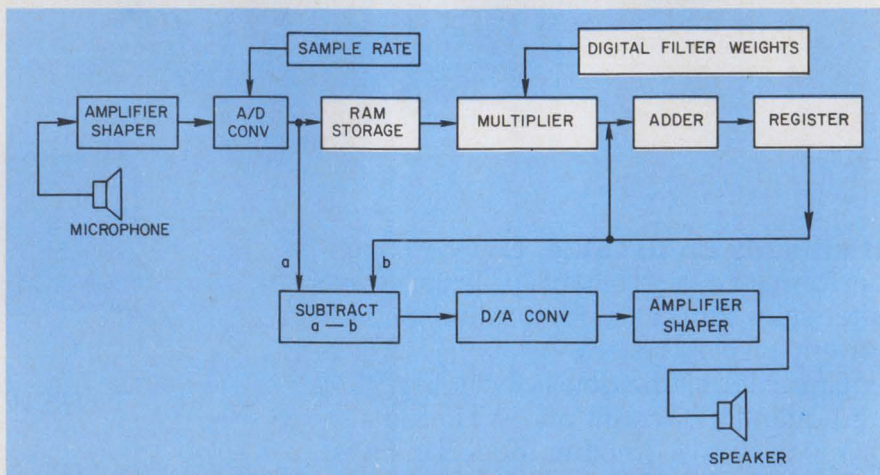 SAMPLE RATE
DIGITAL FILTER WEIGHTS
AMPLIFIER
SHAPER
A/D
CONV
RAM
STORAGE
MULTIPLIER
ADDER
REGISTER
MICROPHONE
a
b
SUBTRACT
a — b
D/A CONV
AMPLIFIER
SHAPER
SPEAKER